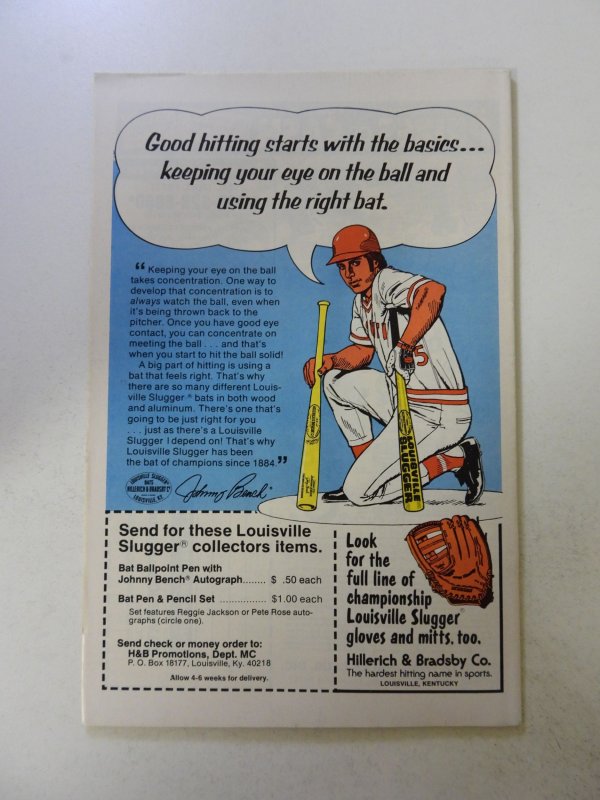 Good hitting starts with the basics...
keeping your eye on the ball and
using the right bat.
“Keeping your eye on the ball
takes concentration. One way to
develop that concentration is to
always watch the ball, even when
it's being thrown back to the
pitcher. Once you have good eye
contact, you can concentrate on
meeting the ball . . . and that's
when you start to hit the ball solid!
A big part of hitting is using a
bat that feels right. That's why
there are so many different Louis-
ville Slugger® bats in both wood
and aluminum. There's one that's
going to be just right for you
. . . just as there's a Louisville
Slugger I depend on! That's why
Louisville Slugger has been
the bat of champions since 1884.”
LOUISVILLE SLUGGER
BATS
HILLERICH & BRADSBY Co
LOUISVILLE, KY.
Johnny Bench
5
LOUISVILLE
SLUGGER
Send for these Louisville
Slugger® collectors items.
Bat Ballpoint Pen with
Johnny Bench® Autograph........ $ .50 each
Bat Pen & Pencil Set ................ $1.00 each
Set features Reggie Jackson or Pete Rose auto-
graphs (circle one).
Send check or money order to:
H&B Promotions, Dept. MC
P. O. Box 18177, Louisville, Ky. 40218
Allow 4-6 weeks for delivery.
Look
for the
full line of
championship
Louisville Slugger®
gloves and mitts, too.
Hillerich & Bradsby Co.
The hardest hitting name in sports.
LOUISVILLE, KENTUCKY